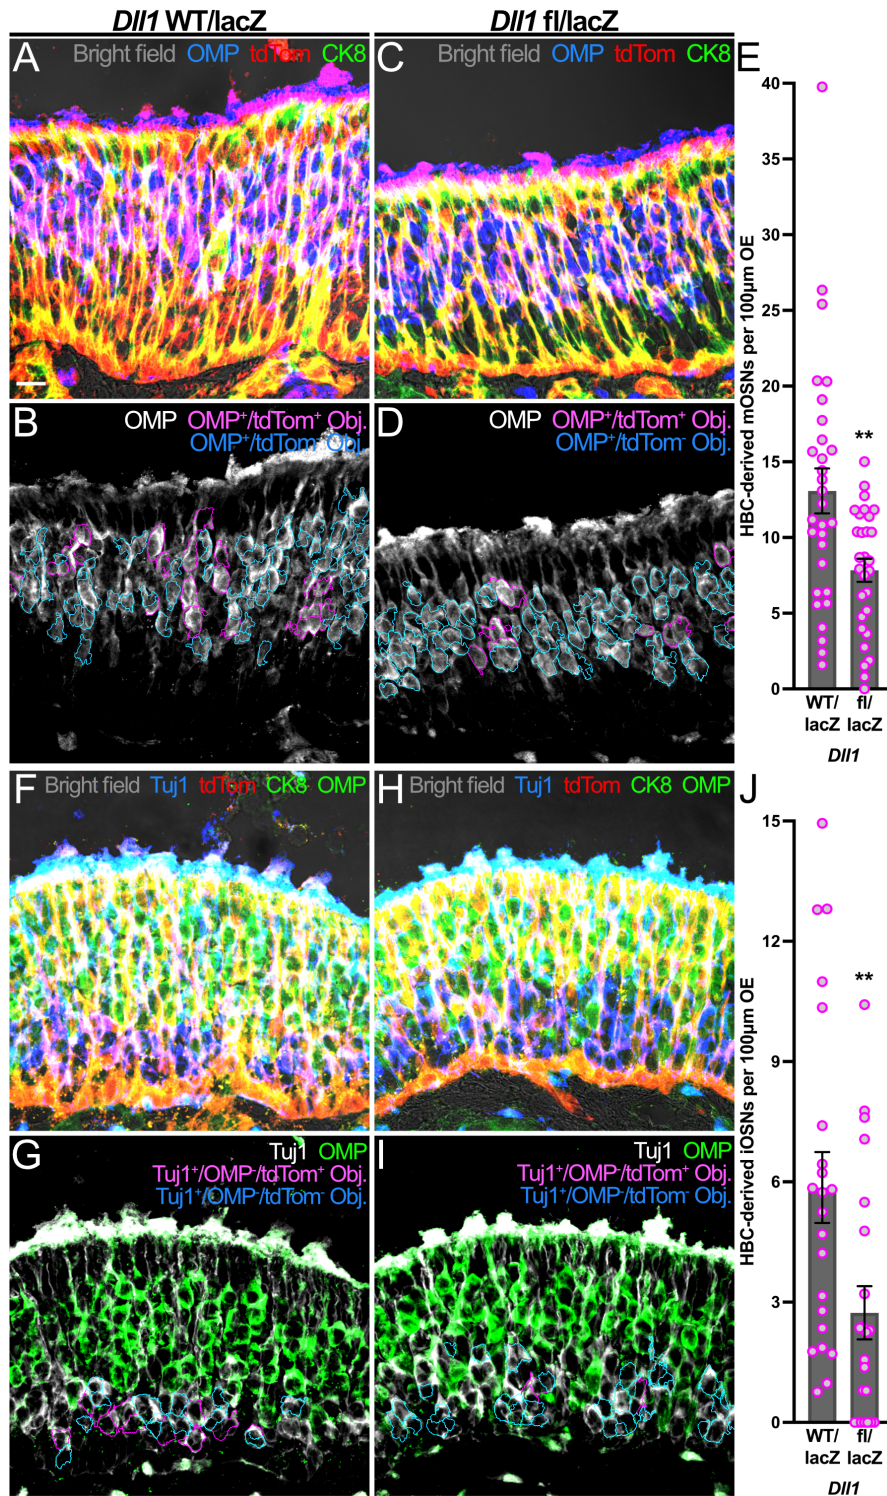 Dll1 WT/lacZ
Dll1 fl/lacZ
A
Bright field OMP tdTom CK8
C
Bright field OMP tdTom CK8
E
B
OMP OMP⁺/tdTom⁺ Obj.
OMP⁺/tdTom⁻ Obj.
D
OMP OMP⁺/tdTom⁺ Obj.
OMP⁺/tdTom⁻ Obj.
HBC-derived mOSNs per 100µm OE
40
35
30
25
20
15
10
5
0
**
WT/
lacZ
fl/
lacZ
Dll1
F
Bright field Tuj1 tdTom CK8 OMP
H
Bright field Tuj1 tdTom CK8 OMP
J
G
Tuj1 OMP
Tuj1⁺/OMP⁻/tdTom⁺ Obj.
Tuj1⁺/OMP⁻/tdTom⁻ Obj.
I
Tuj1 OMP
Tuj1⁺/OMP⁻/tdTom⁺ Obj.
Tuj1⁺/OMP⁻/tdTom⁻ Obj.
HBC-derived iOSNs per 100µm OE
15
12
9
6
3
0
**
WT/
lacZ
fl/
lacZ
Dll1